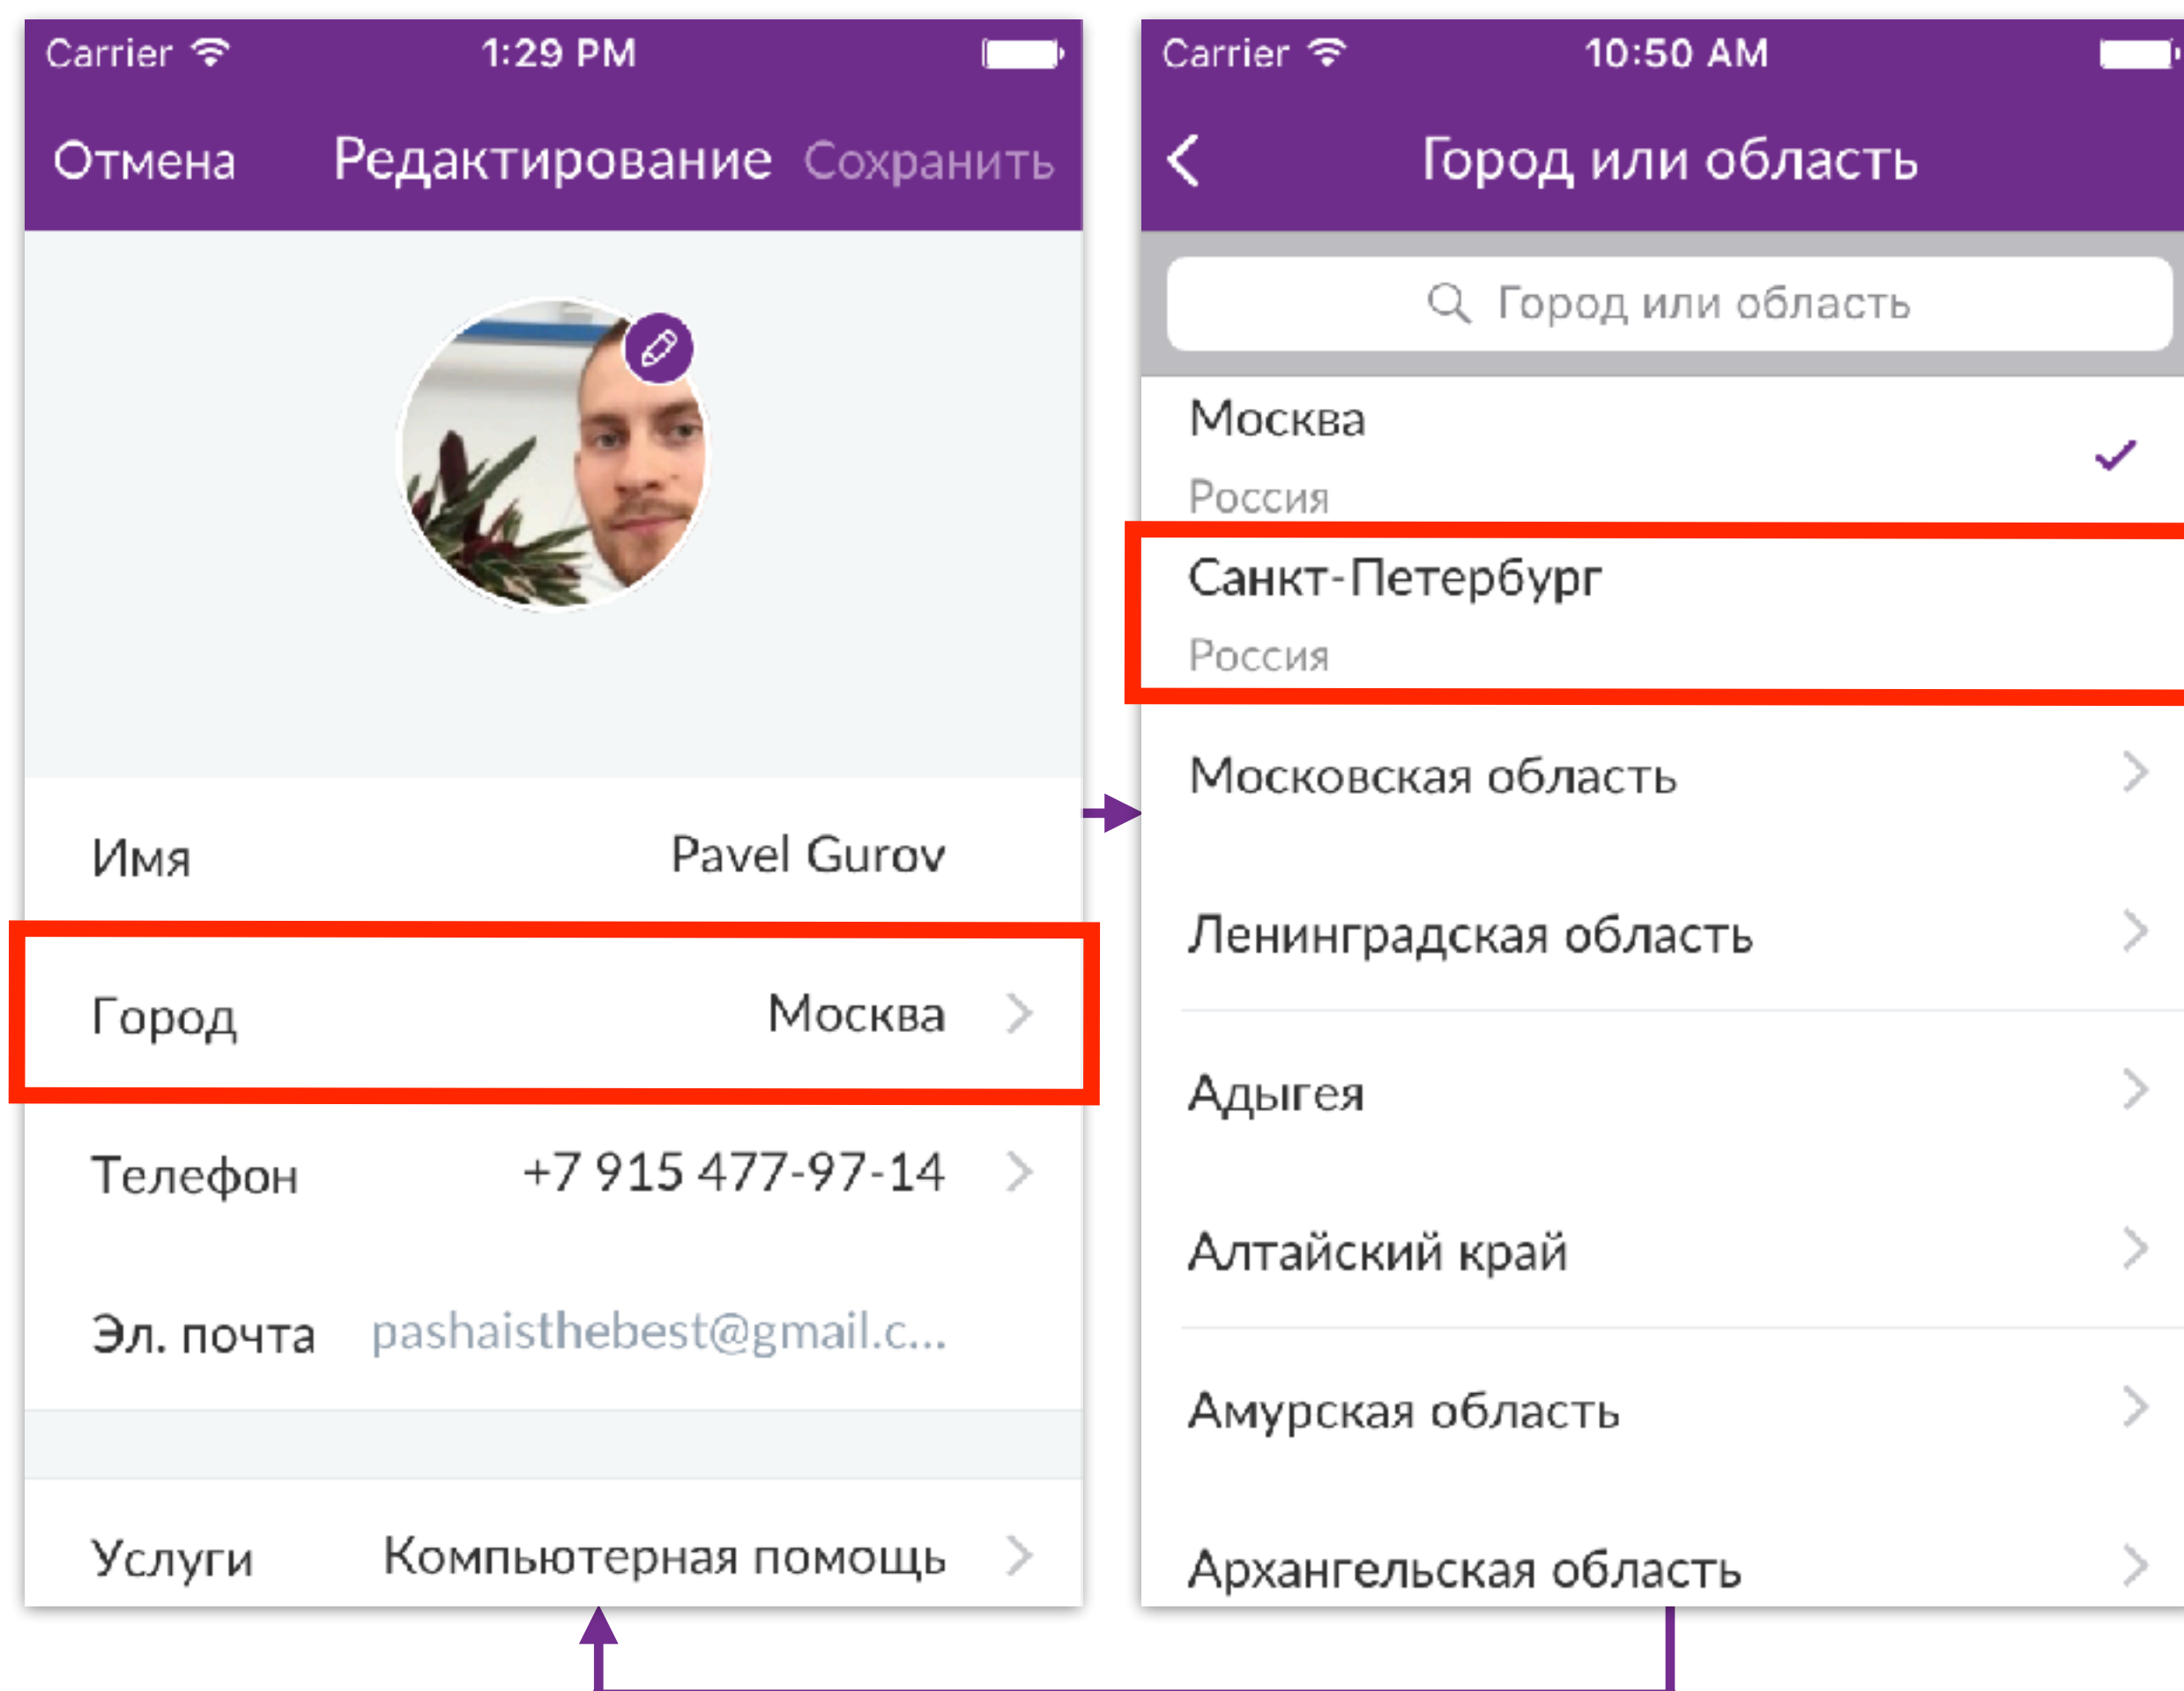 Carrier 1:29 PM
Отмена Редактирование Сохранить
Имя Pavel Gurov
Город Москва
Телефон +7 915 477-97-14
Эл. почта pashaisthebest@gmail.c...
Услуги Компьютерная помощь
Carrier 10:50 AM
Город или область
Город или область
Москва
Россия
Санкт-Петербург
Россия
Московская область
Ленинградская область
Адыгея
Алтайский край
Амурская область
Архангельская область